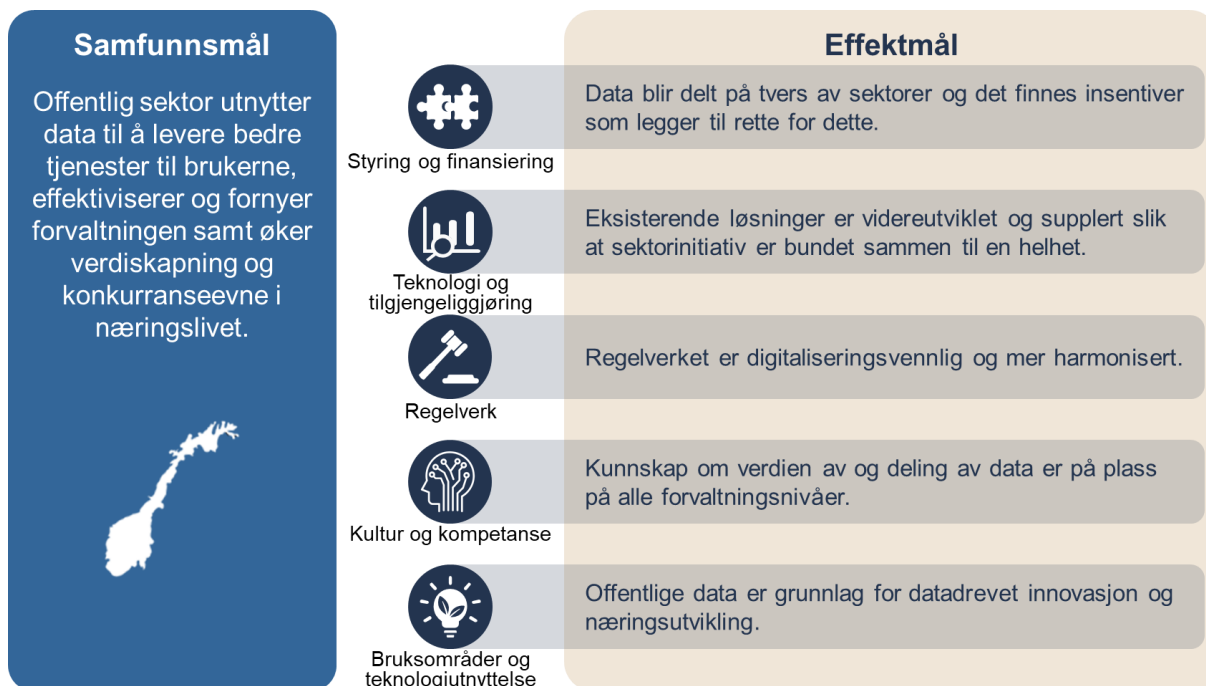 Samfunnsmål
Offentlig sektor utnytter
data til å levere bedre
tjenester til brukerne,
effektiviserer og fornyer
forvaltningen samt øker
verdiskapning og
konkurranseevne i
næringslivet.
Effektmål
Styring og finansiering
Data blir delt på tvers av sektorer og det finnes insentiver
som legger til rette for dette.
Teknologi og
tilgjengeliggjøring
Eksisterende løsninger er videreutviklet og supplert slik
at sektorinitiativ er bundet sammen til en helhet.
Regelverk
Regelverket er digitaliseringsvennlig og mer harmonisert.
Kultur og kompetanse
Kunnskap om verdien av og deling av data er på plass
på alle forvaltningsnivåer.
Bruksområder og
teknologiutnyttelse
Offentlige data er grunnlag for datadrevet innovasjon og
næringsutvikling.